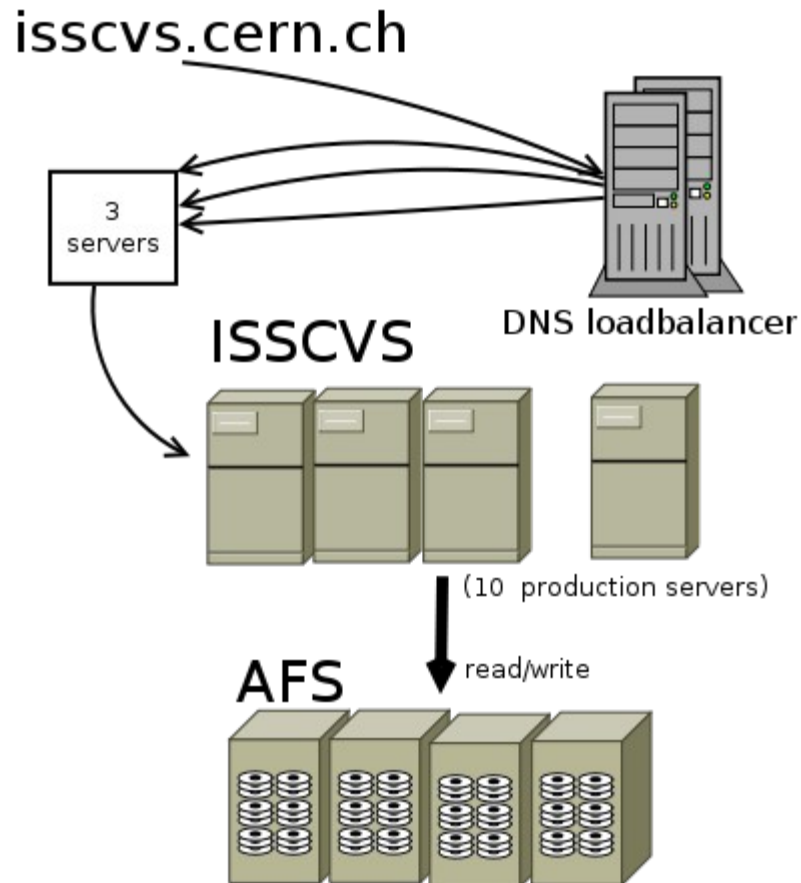 isscvs.cern.ch
3
servers
DNS loadbalancer
ISSCVS
(10 production servers)
read/write
AFS